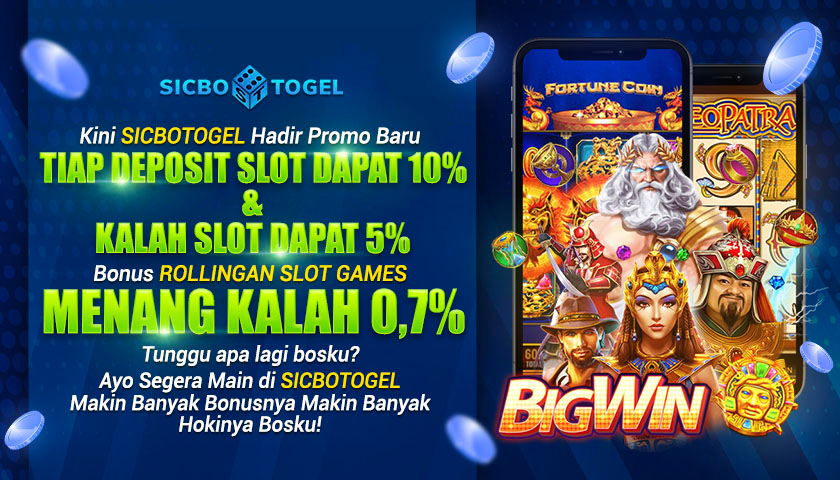 SICBO TOGEL
Kini SICBOTOGEL Hadir Promo Baru
TIAP DEPOSIT SLOT DAPAT 10%
&
KALAH SLOT DAPAT 5%
Bonus ROLLINGAN SLOT GAMES
MENANG KALAH 0,7%
Tunggu apa lagi bosku?
Ayo Segera Main di SICBOTOGEL
Makin Banyak Bonusnya Makin Banyak
Hokinya Bosku!
FORTUNE COIN
EOPATRA
60
BIGWIN